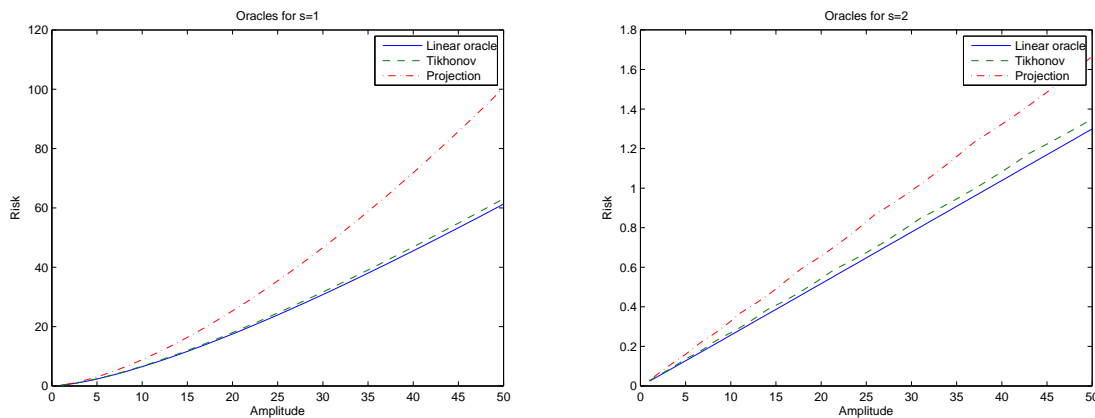 Oracles for s=1
120
100
80
60
40
20
0
Risk
0 5 10 15 20 25 30 35 40 45 50
Amplitude
Linear oracle
Tikhonov
Projection
Oracles for s=2
1.8
1.6
1.4
1.2
1
0.8
0.6
0.4
0.2
0
Risk
0 5 10 15 20 25 30 35 40 45 50
Amplitude
Linear oracle
Tikhonov
Projection